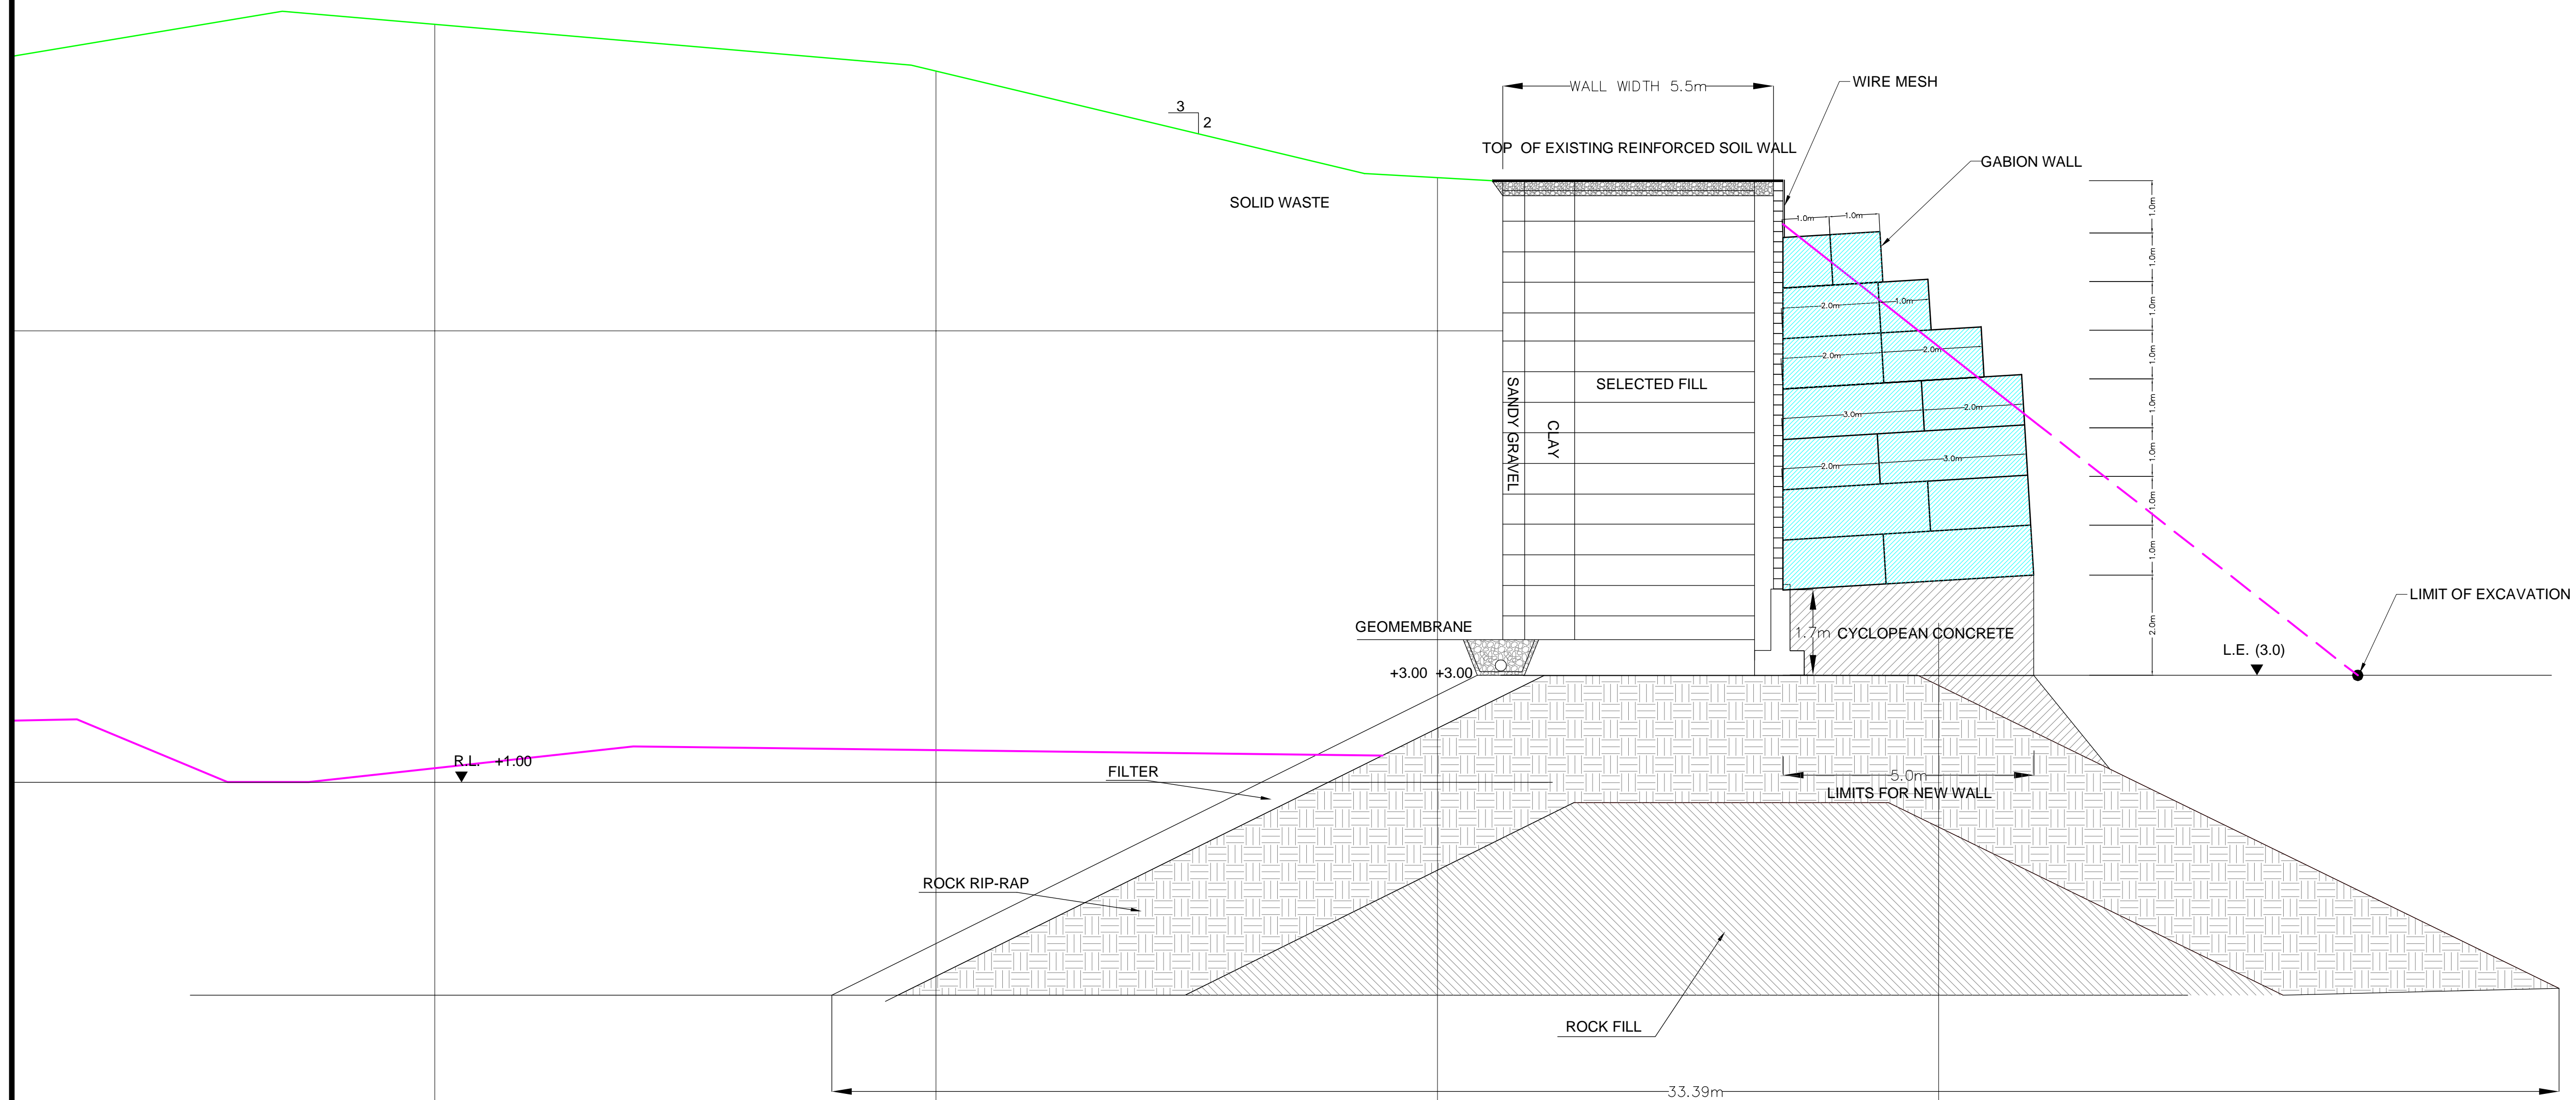 WALL WIDTH 5.5m
WIRE MESH
3
2
TOP OF EXISTING REINFORCED SOIL WALL
GABION WALL
SOLID WASTE
1.0m
1.0m
1.0m
1.0m
2.0m
1.0m
1.0m
2.0m
2.0m
1.0m
SANDY GRAVEL
CLAY
SELECTED FILL
3.0m
2.0m
1.0m
2.0m
3.0m
1.0m
1.0m
1.0m
LIMIT OF EXCAVATION
GEOMEMBRANE
1.7m
CYCLOPEAN CONCRETE
2.0m
L.E. (3.0)
+3.00 +3.00
R.L. +1.00
FILTER
5.0m
LIMITS FOR NEW WALL
ROCK RIP-RAP
ROCK FILL
33.39m